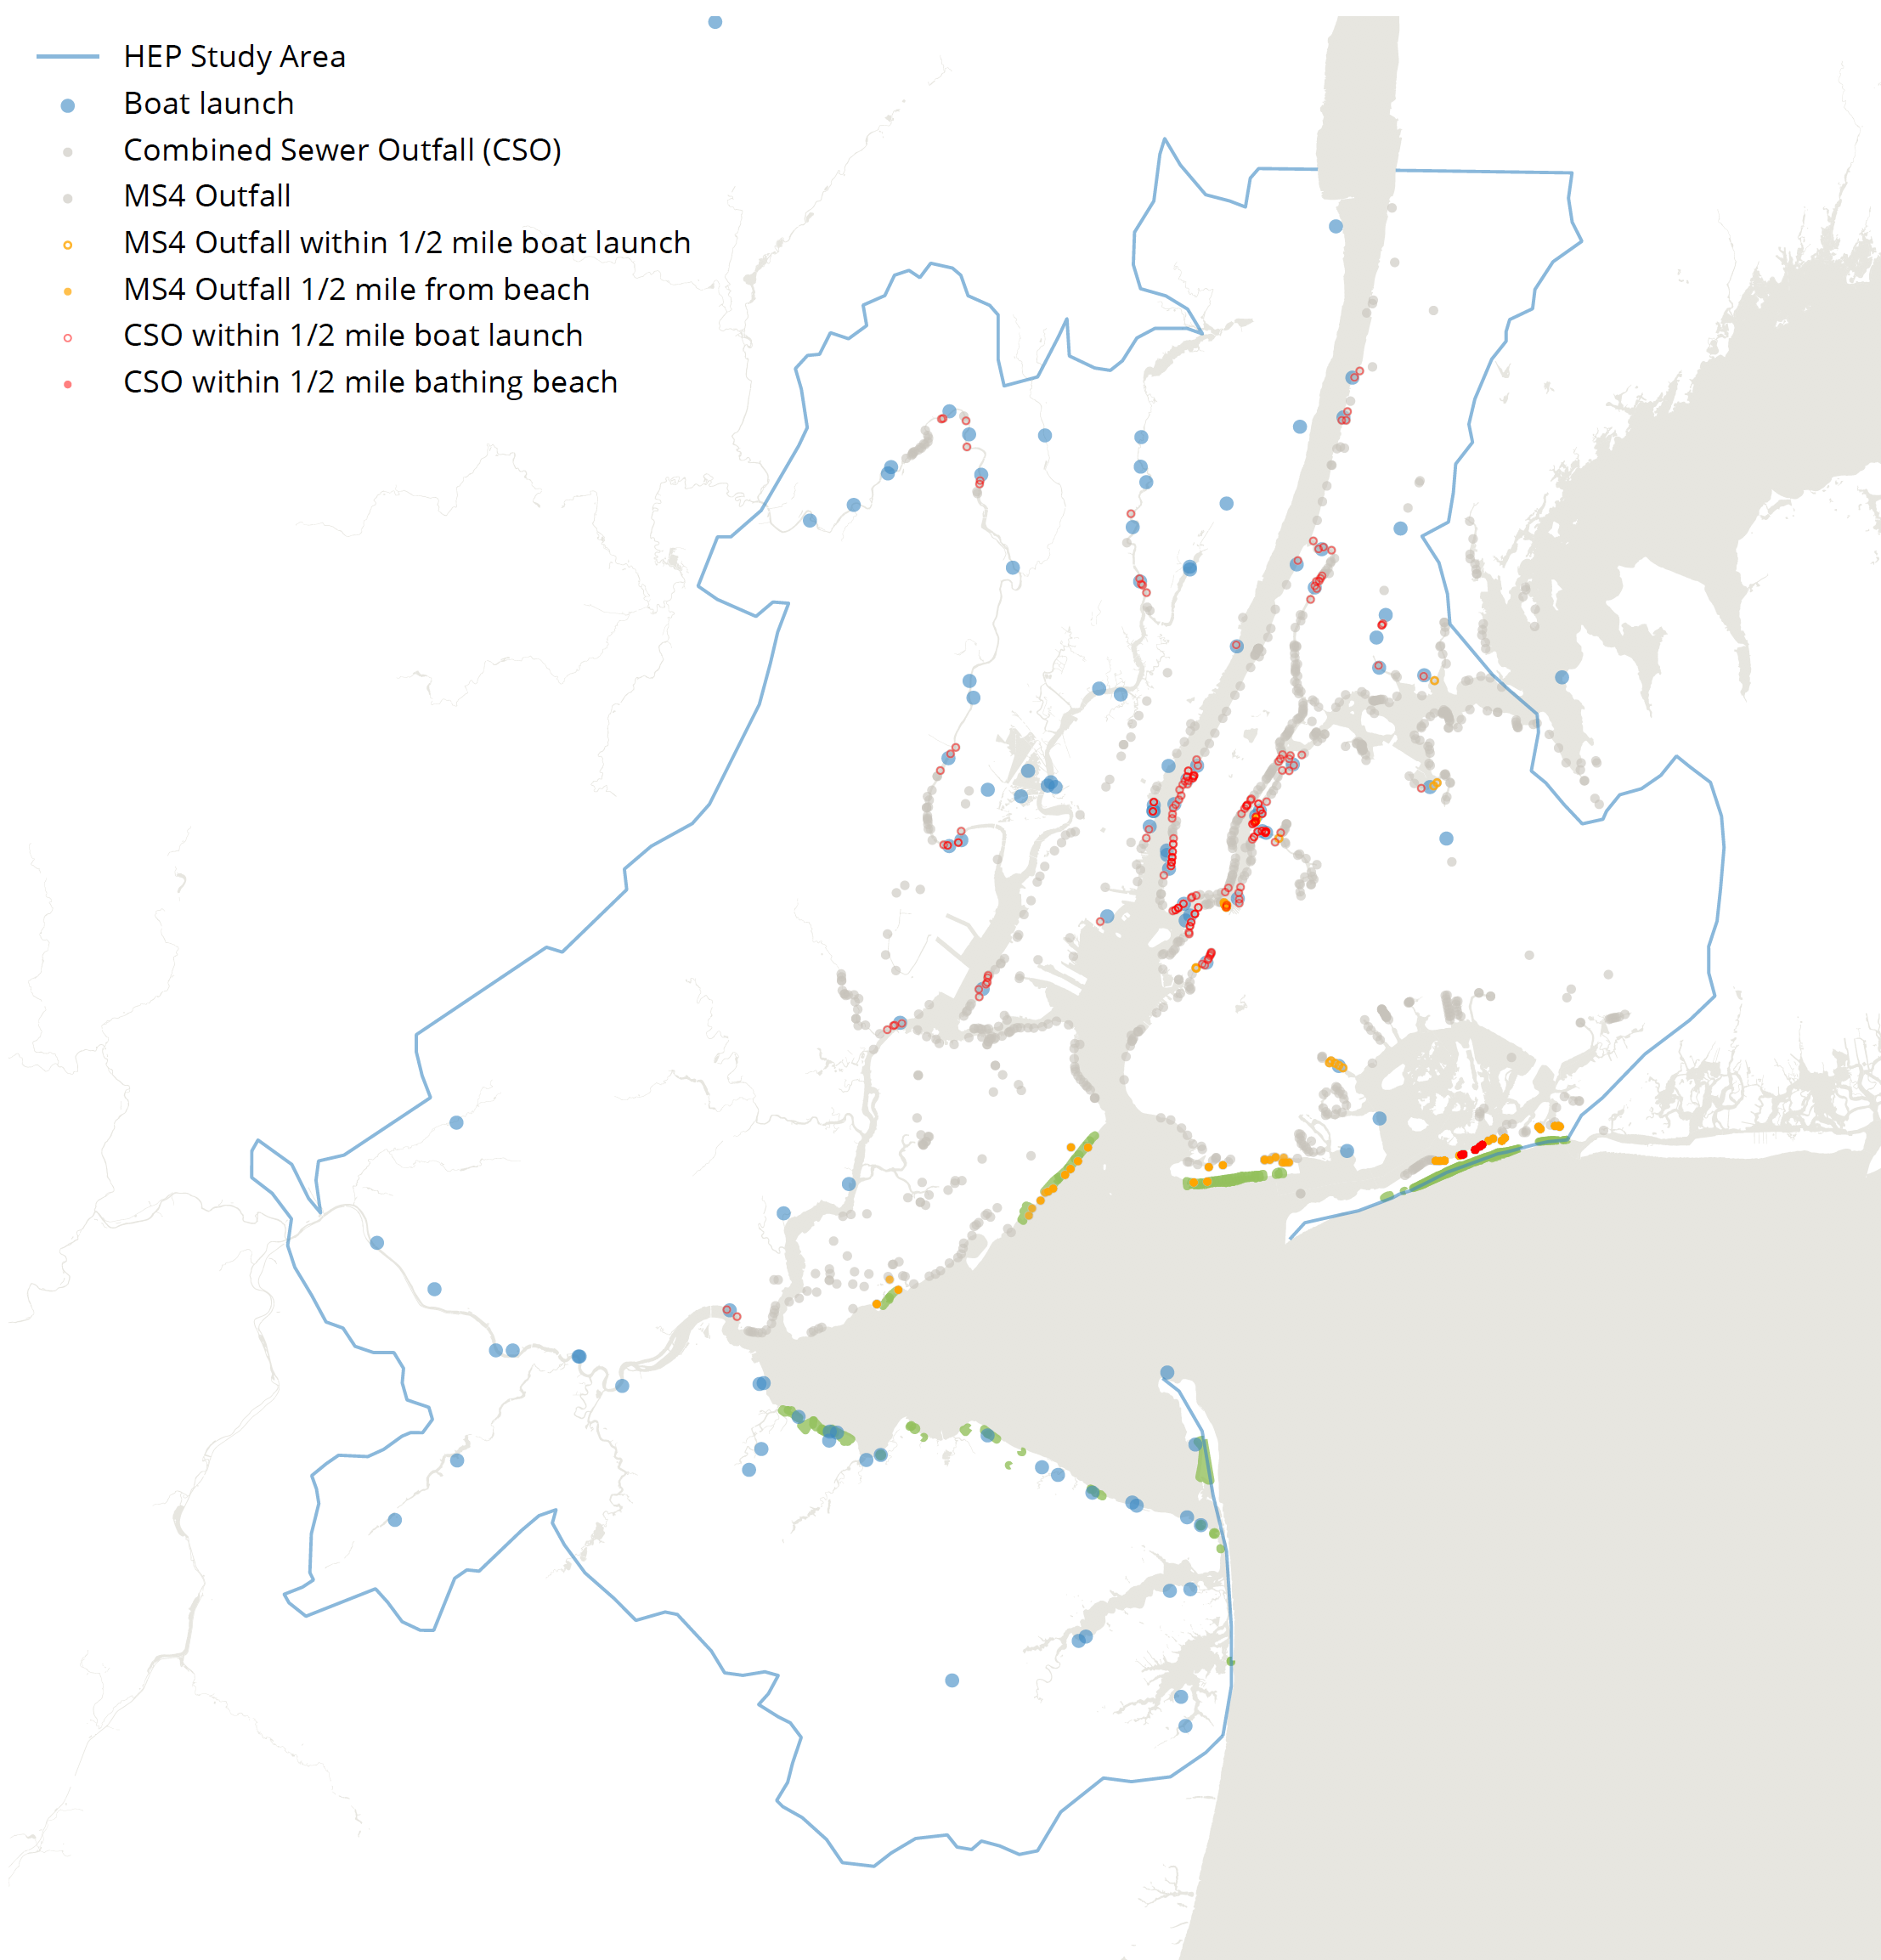 HEP Study Area
Boat launch
Combined Sewer Outfall (CSO)
MS4 Outfall
MS4 Outfall within 1/2 mile boat launch
MS4 Outfall 1/2 mile from beach
CSO within 1/2 mile boat launch
CSO within 1/2 mile bathing beach